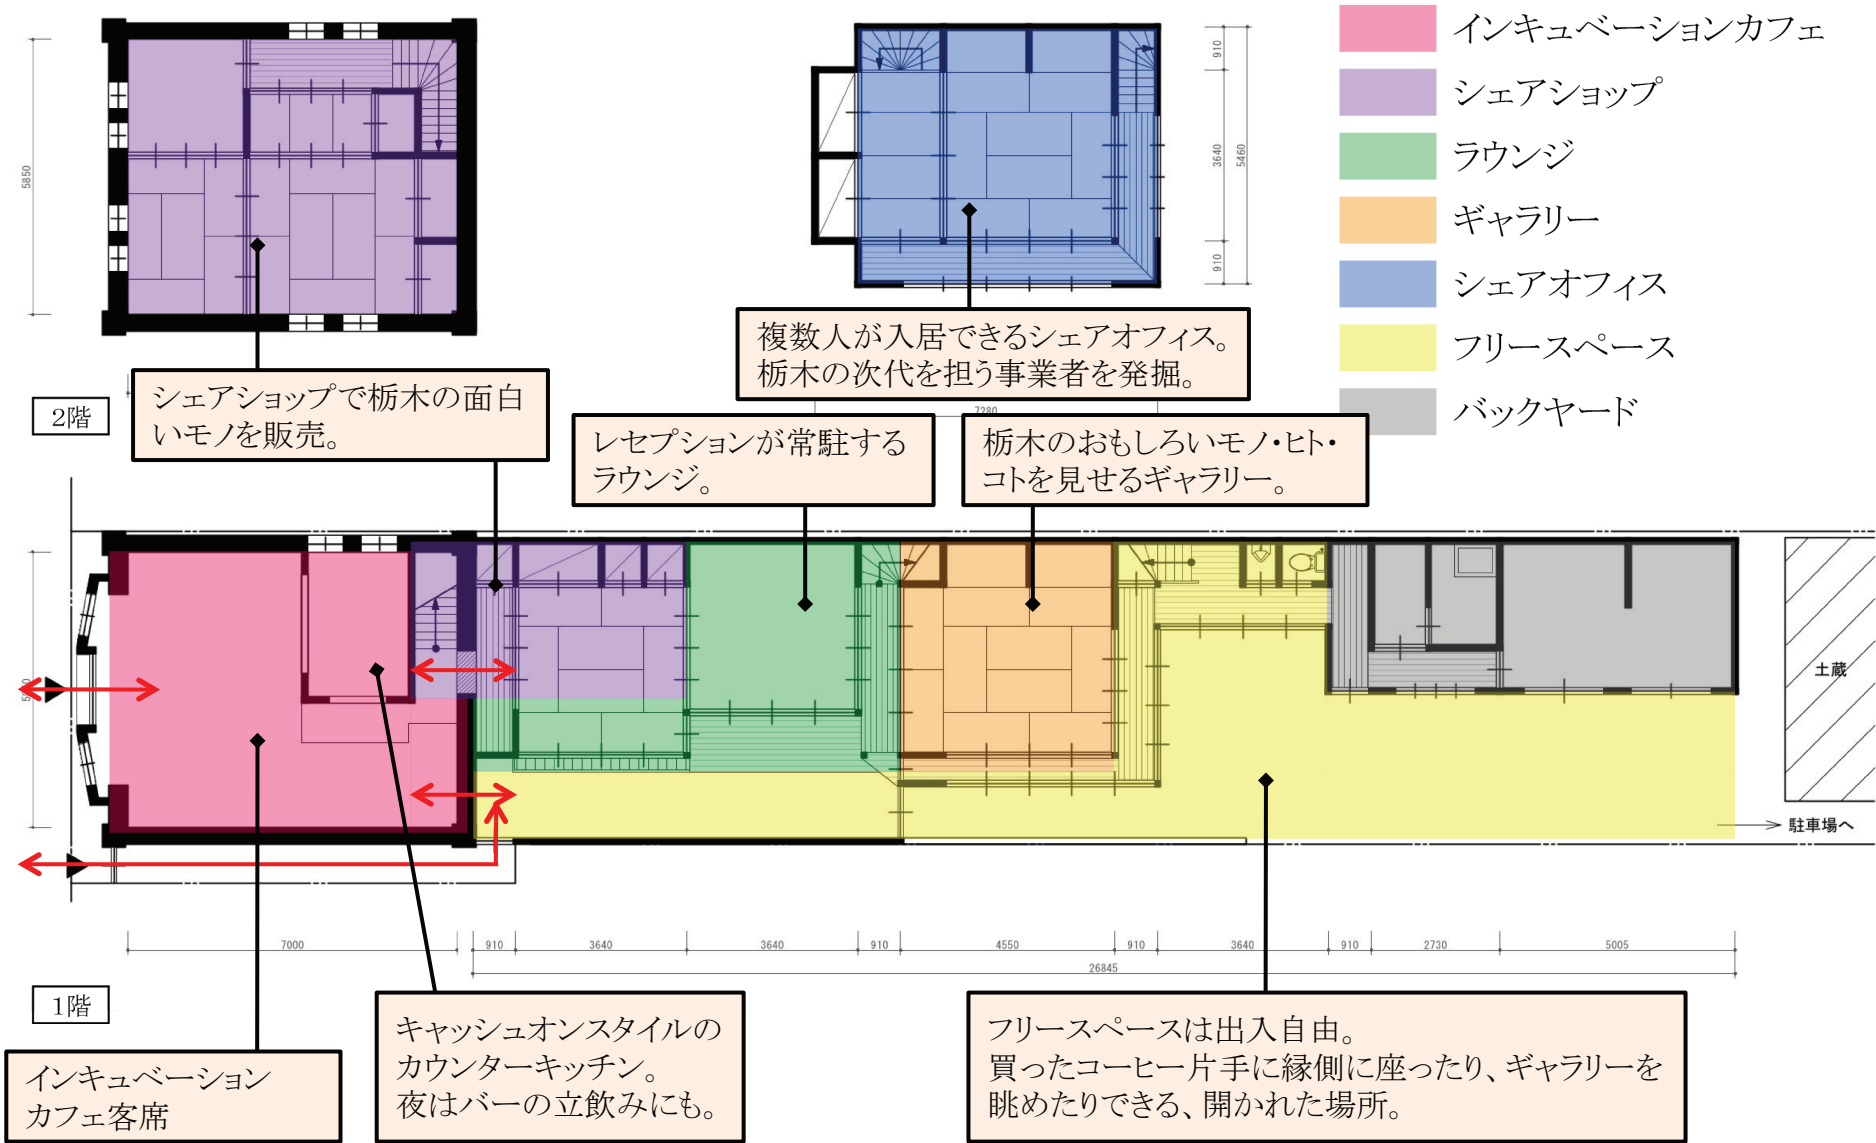 インキュベーションカフェ
シェアショップ
ラウンジ
ギャラリー
シェアオフィス
フリースペース
バックヤード
5850
910
3640
910
5460
複数人が入居できるシェアオフィス。
栃木の次代を担う事業者を発掘。
シェアショップで栃木の面白
いモノを販売。
2階
7280
レセプションが常駐する
ラウンジ。
栃木のおもしろいモノ・ヒト・
コトを見せるギャラリー。
土蔵
駐車場へ
7000
910
3640
3640
910
4550
910
3640
910
2730
5005
26845
1階
インキュベーション
カフェ客席
キャッシュオンスタイルの
カウンターキッチン。
夜はバーの立飲みにも。
フリースペースは出入自由。
買ったコーヒー片手に縁側に座ったり、ギャラリーを
眺めたりできる、開かれた場所。